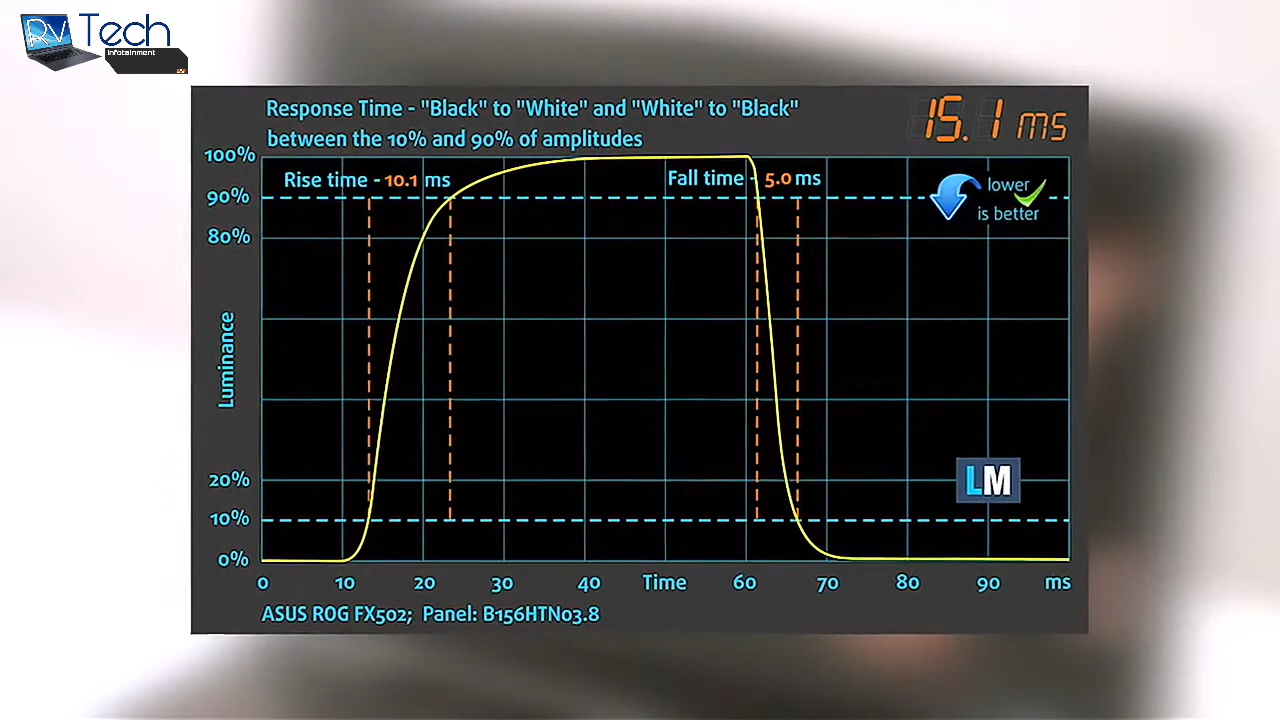 RV Tech
Infotainment
Response Time - "Black" to "White" and "White" to "Black"
between the 10% and 90% of amplitudes
15.1 ms
100%
Rise time - 10.1 ms
Fall time - 5.0 ms
lower
is better
90%
80%
Luminance
20%
LM
10%
0%
0 10 20 30 40 Time 60 70 80 90 ms
ASUS ROG FX502; Panel: B156HTN03.8